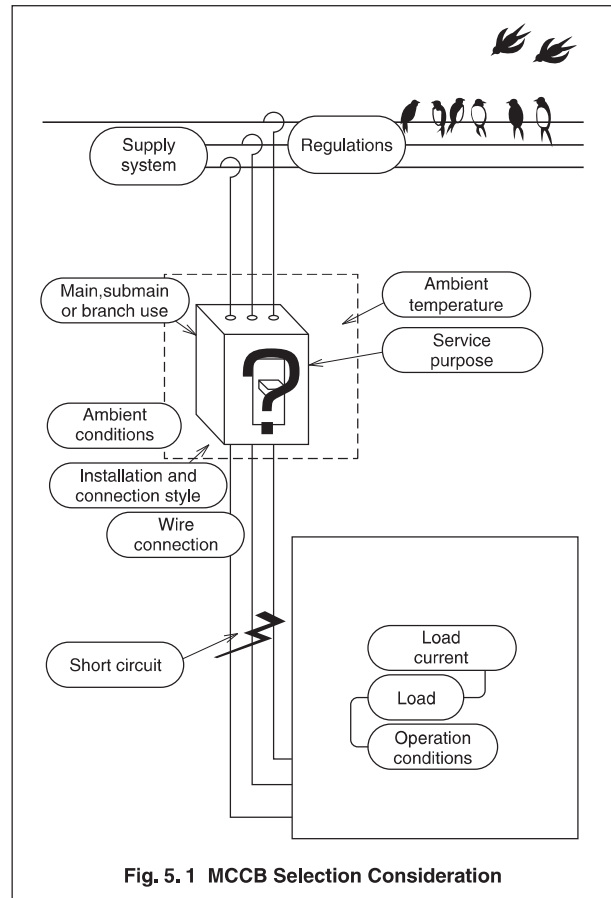 Supply
system
Regulations
Main,submain
or branch use
Ambient
temperature
Service
purpose
?
Ambient
conditions
Installation and
connection style
Wire
connection
Short circuit
Load
current
Load
Operation
conditions
Fig. 5. 1 MCCB Selection Consideration